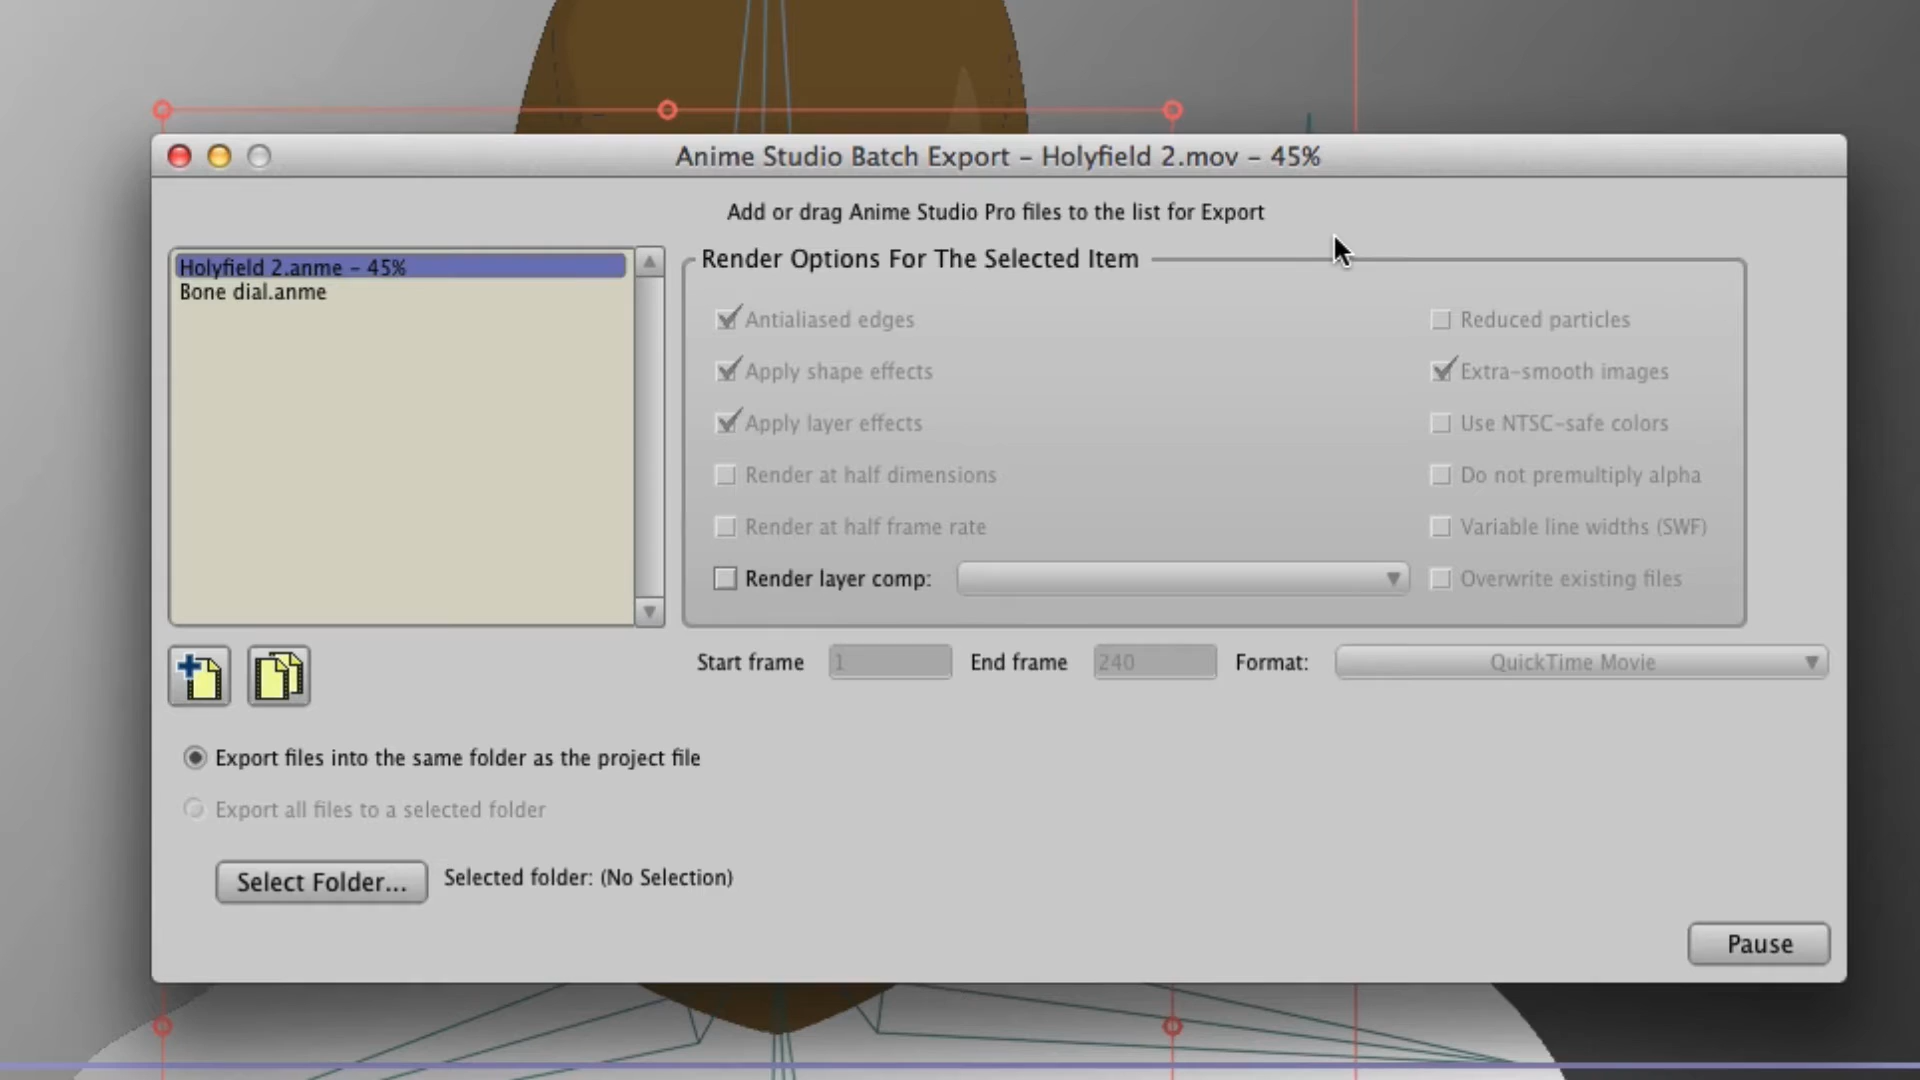 Anime Studio Batch Export – Holyfield 2.mov – 45%
Add or drag Anime Studio Pro files to the list for Export
Holyfield 2.anme – 45%
Bone dial.anme
Render Options For The Selected Item
Antialiased edges
Reduced particles
Apply shape effects
Extra-smooth images
Apply layer effects
Use NTSC-safe colors
Render at half dimensions
Do not premultiply alpha
Render at half frame rate
Variable line widths (SWF)
Render layer comp:
Overwrite existing files
Start frame 1 End frame 240 Format: QuickTime Movie
Export files into the same folder as the project file
Export all files to a selected folder
Select Folder... Selected folder: (No Selection)
Pause